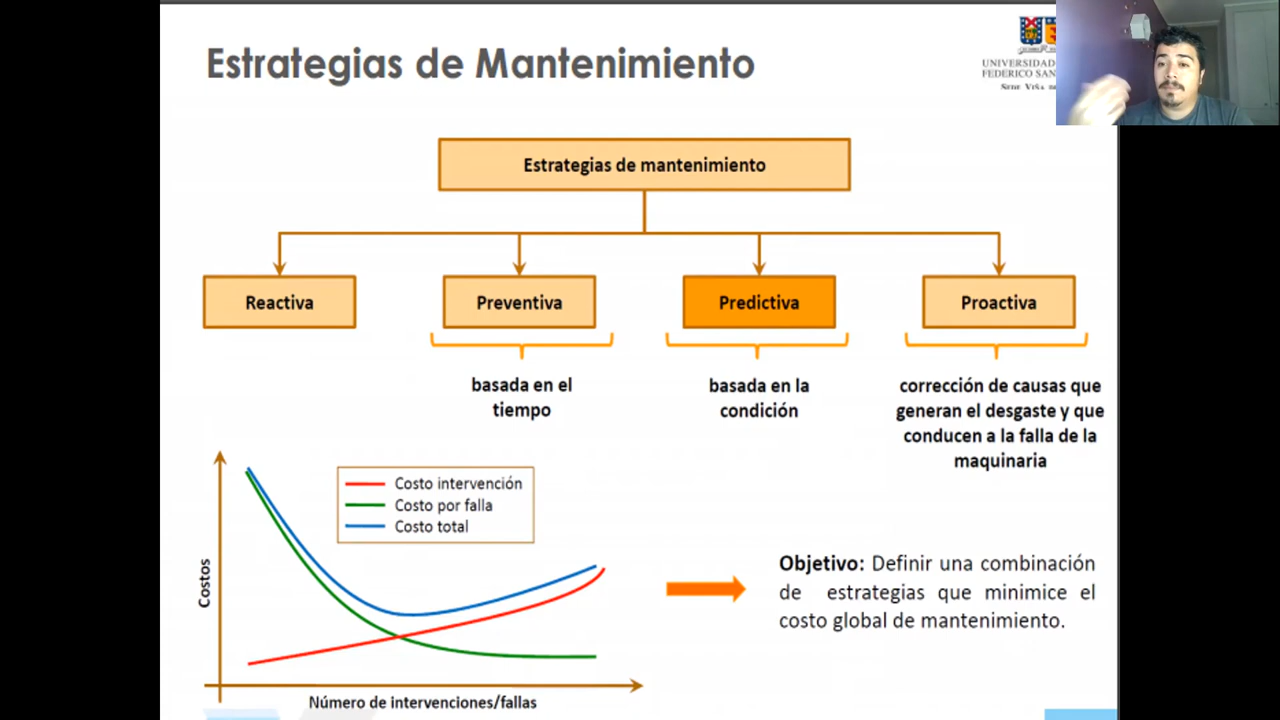 Estrategias de Mantenimiento
UNIVERSIDAD
FEDERICO SAN
Estrategias de mantenimiento
Reactiva
Preventiva
Predictiva
Proactiva
basada en el
tiempo
basada en la
condición
corrección de causas que
generan el desgaste y que
conducen a la falla de la
maquinaria
Costo intervención
Costo por falla
Costo total
Costos
Número de intervenciones/fallas
Objetivo: Definir una combinación
de estrategias que minimice el
costo global de mantenimiento.